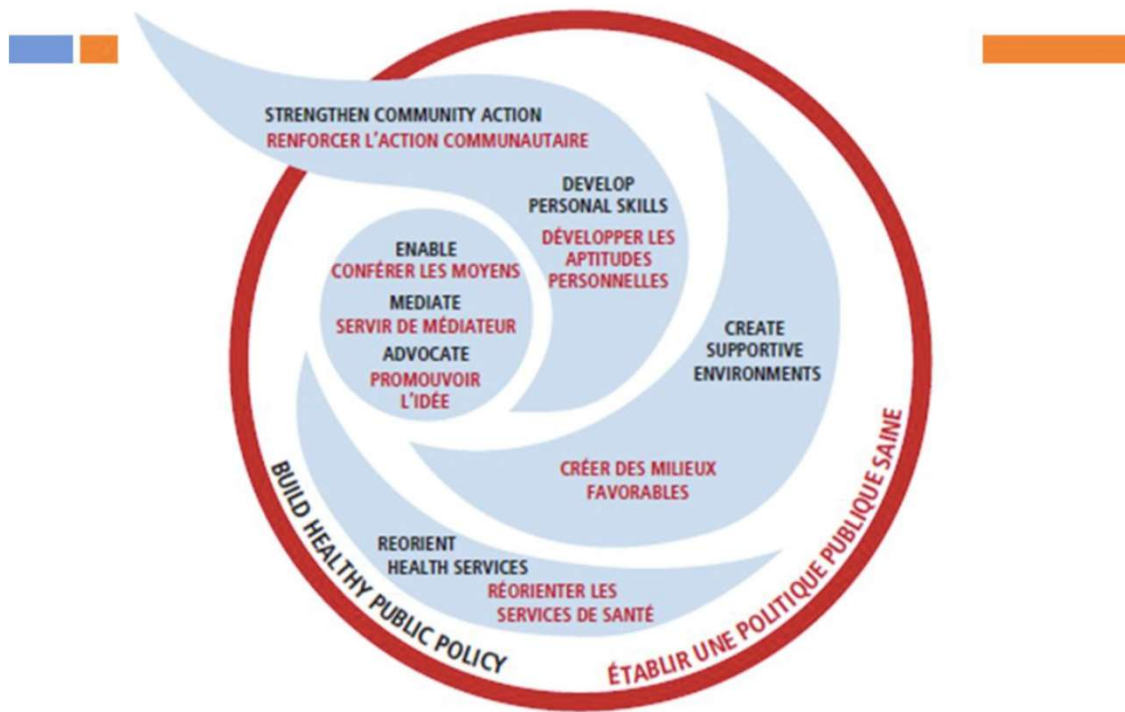 STRENGTHEN COMMUNITY ACTION
RENFORCER L'ACTION COMMUNAUTAIRE
DEVELOP
PERSONAL SKILLS
DÉVELOPPER LES
APTITUDES
PERSONNELLES
ENABLE
CONFÉRER LES MOYENS
MEDIATE
SERVIR DE MÉDIATEUR
ADVOCATE
PROMOUVOIR
L'IDÉE
CREATE
SUPPORTIVE
ENVIRONMENTS
CRÉER DES MILIEUX
FAVORABLES
REORIENT
HEALTH SERVICES
RÉORIENTER LES
SERVICES DE SANTÉ
BUILD HEALTHY PUBLIC POLICY
ÉTABLIR UNE POLITIQUE PUBLIQUE SAINE